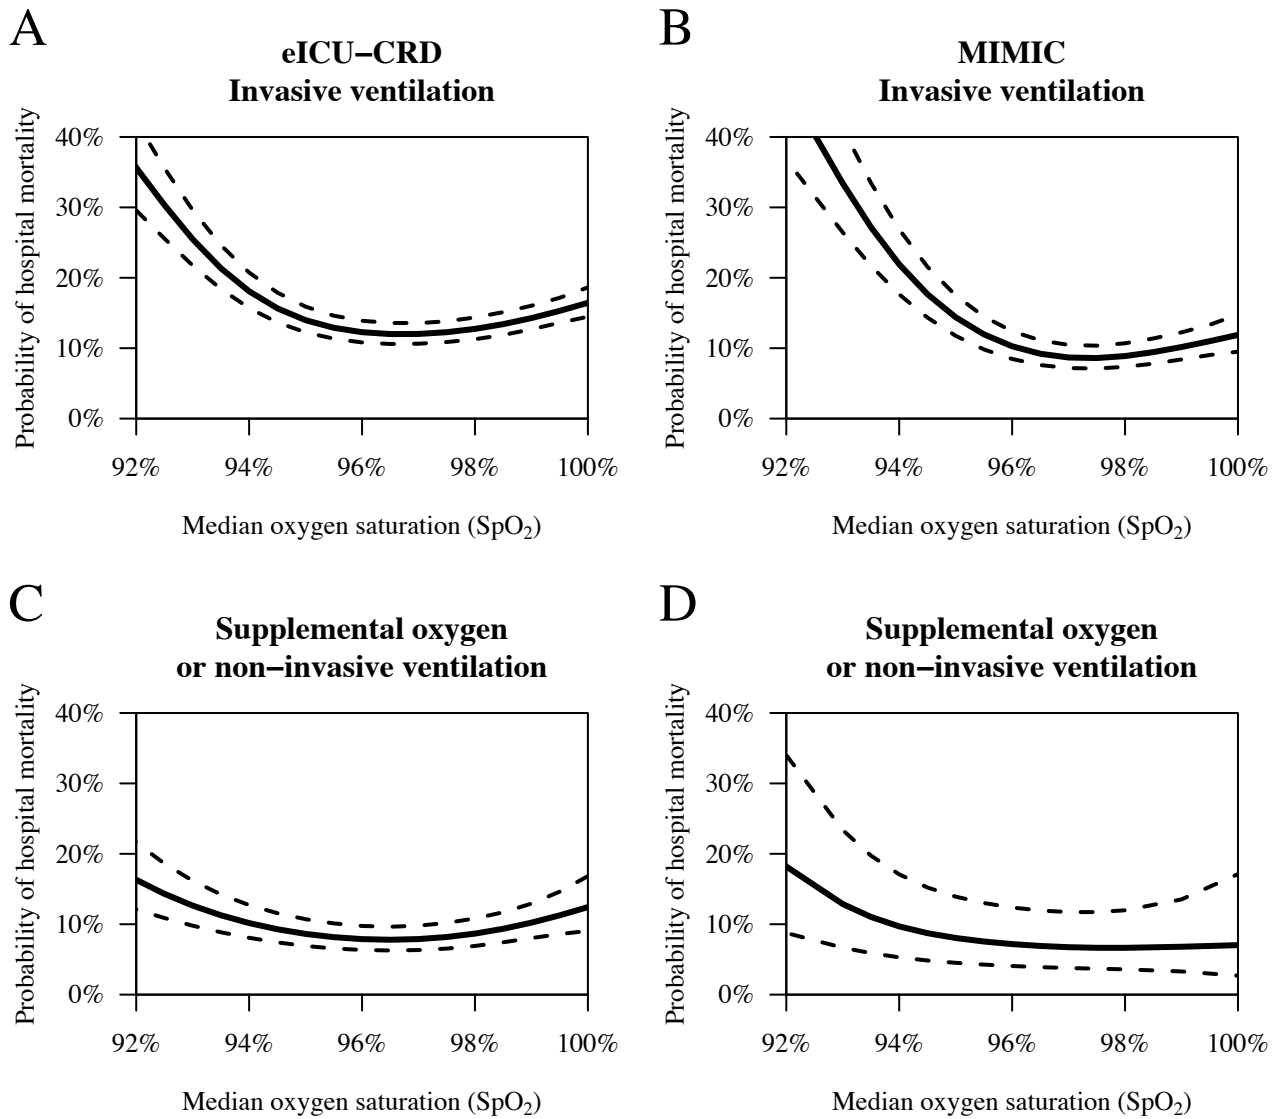 A
eICU−CRD
Invasive ventilation
Probability of hospital mortality
40%
30%
20%
10%
0%
92%
94%
96%
98%
100%
Median oxygen saturation (SpO₂)
B
MIMIC
Invasive ventilation
Probability of hospital mortality
40%
30%
20%
10%
0%
92%
94%
96%
98%
100%
Median oxygen saturation (SpO₂)
C
Supplemental oxygen
or non−invasive ventilation
Probability of hospital mortality
40%
30%
20%
10%
0%
92%
94%
96%
98%
100%
Median oxygen saturation (SpO₂)
D
Supplemental oxygen
or non−invasive ventilation
Probability of hospital mortality
40%
30%
20%
10%
0%
92%
94%
96%
98%
100%
Median oxygen saturation (SpO₂)